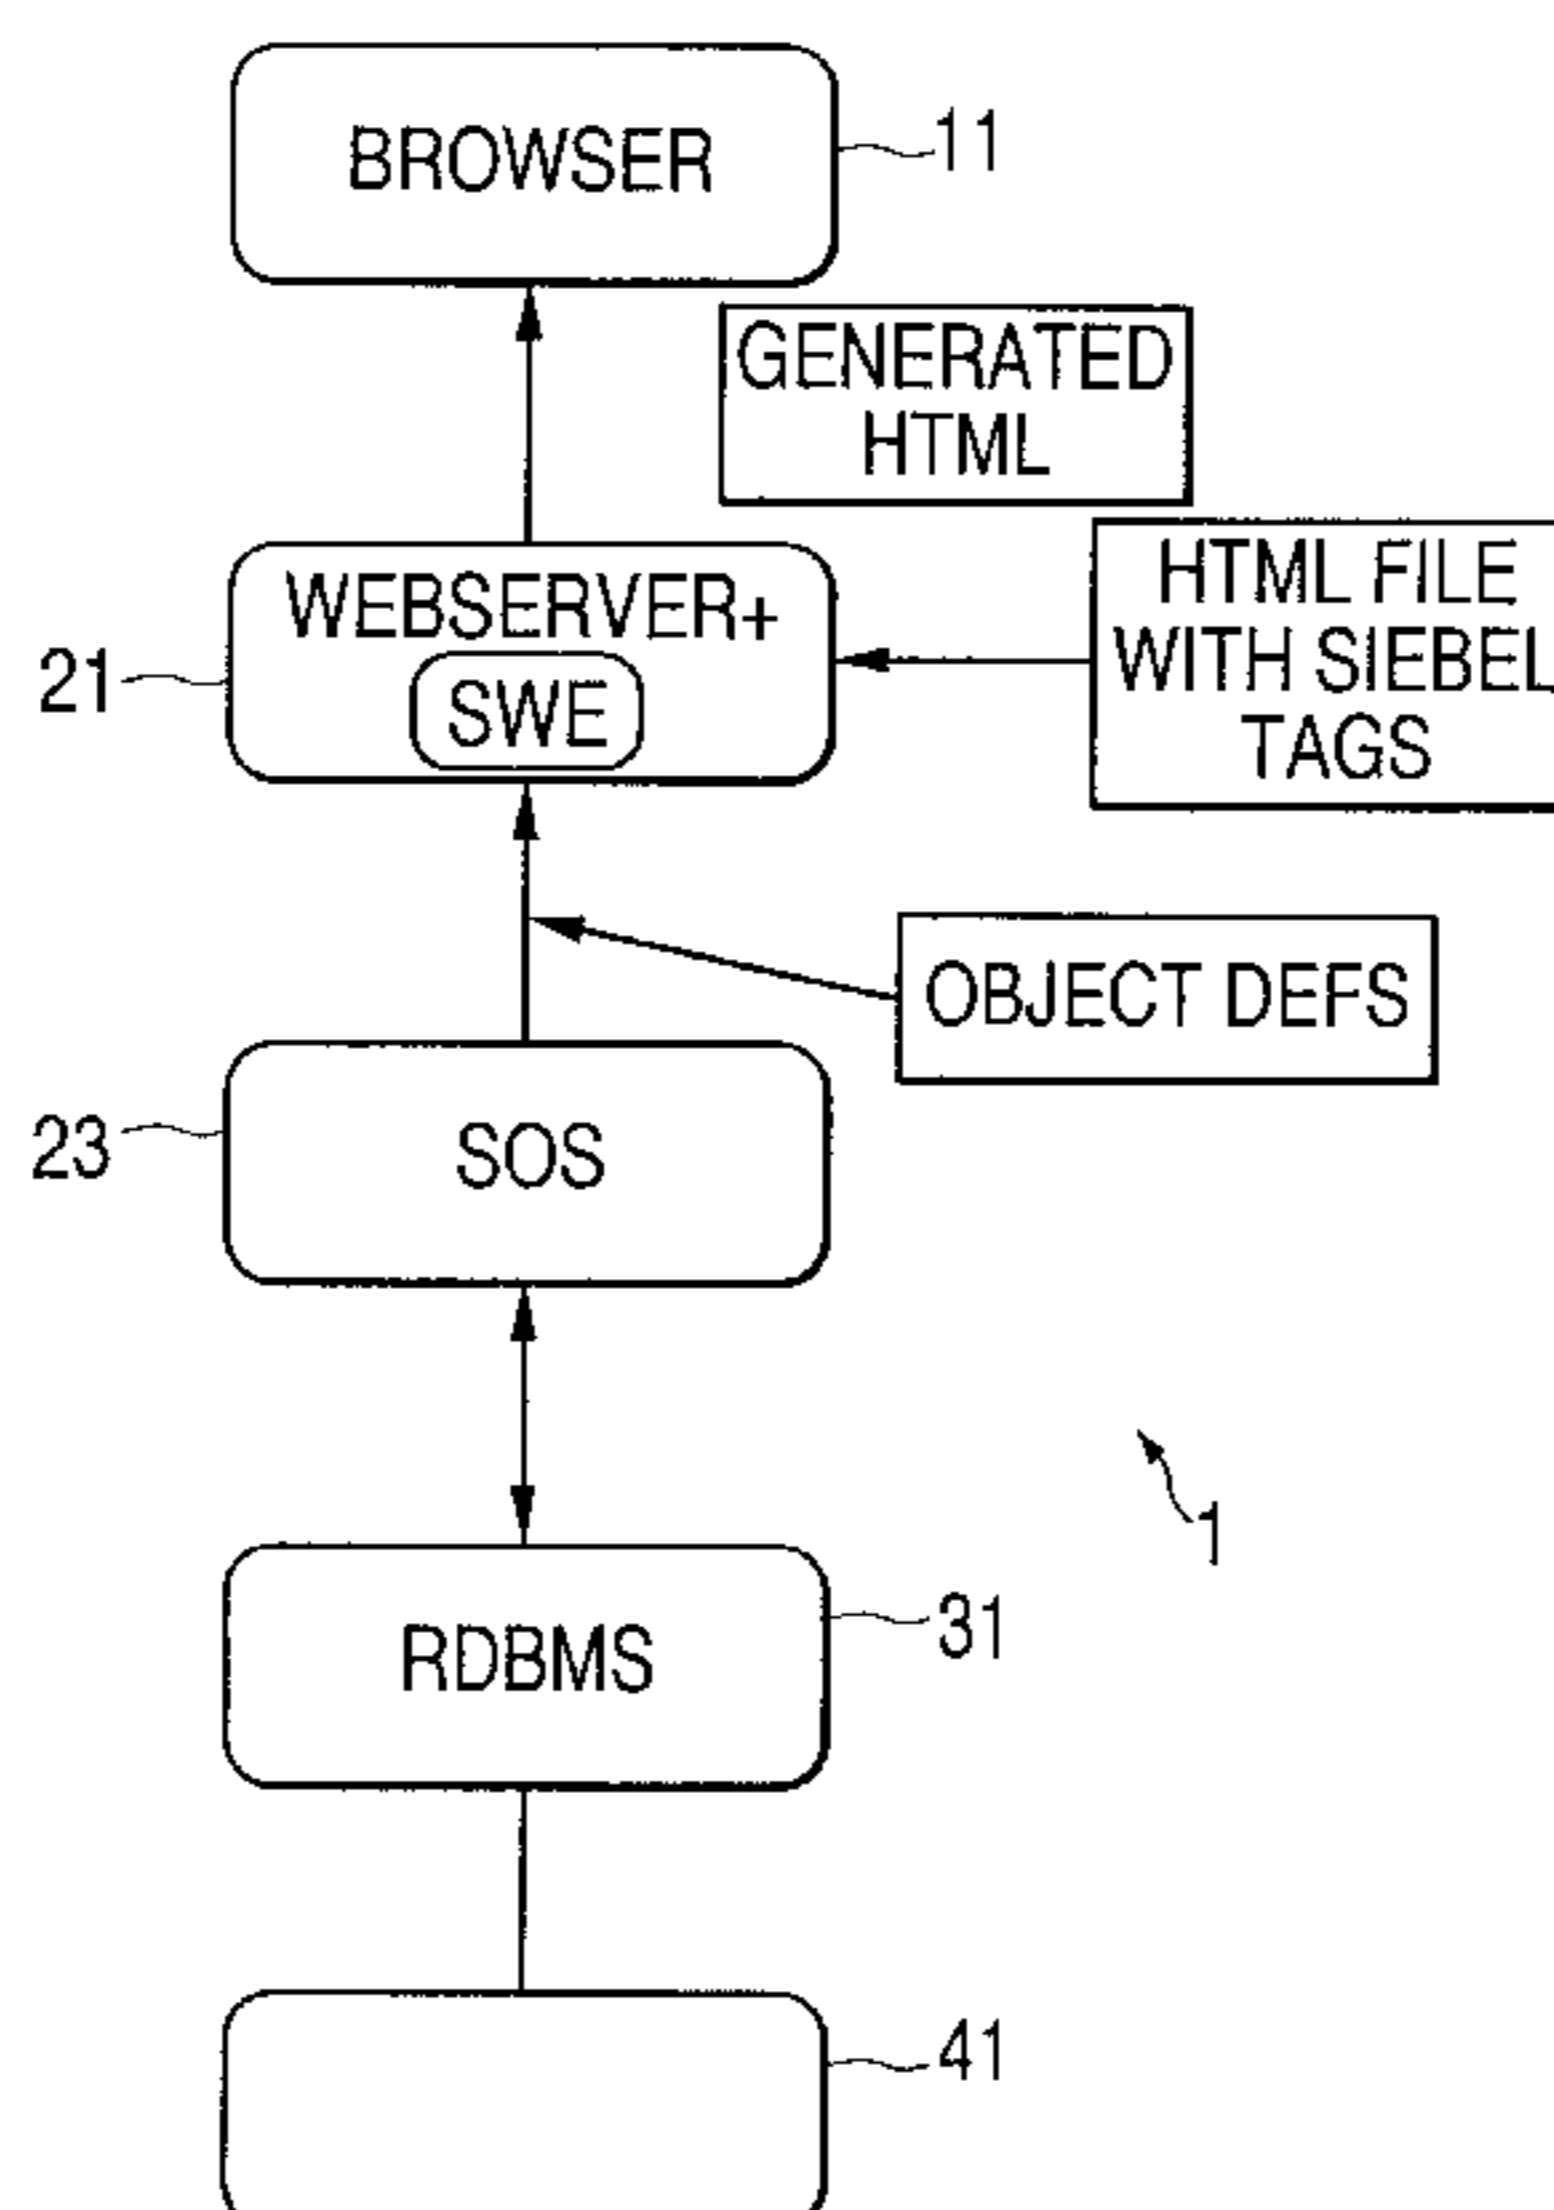 BROWSER
11
GENERATED
HTML
WEBSERVER+
SWE
21
HTML FILE
WITH SIEBEL
TAGS
OBJECT DEFS
SOS
23
1
RDBMS
31
41